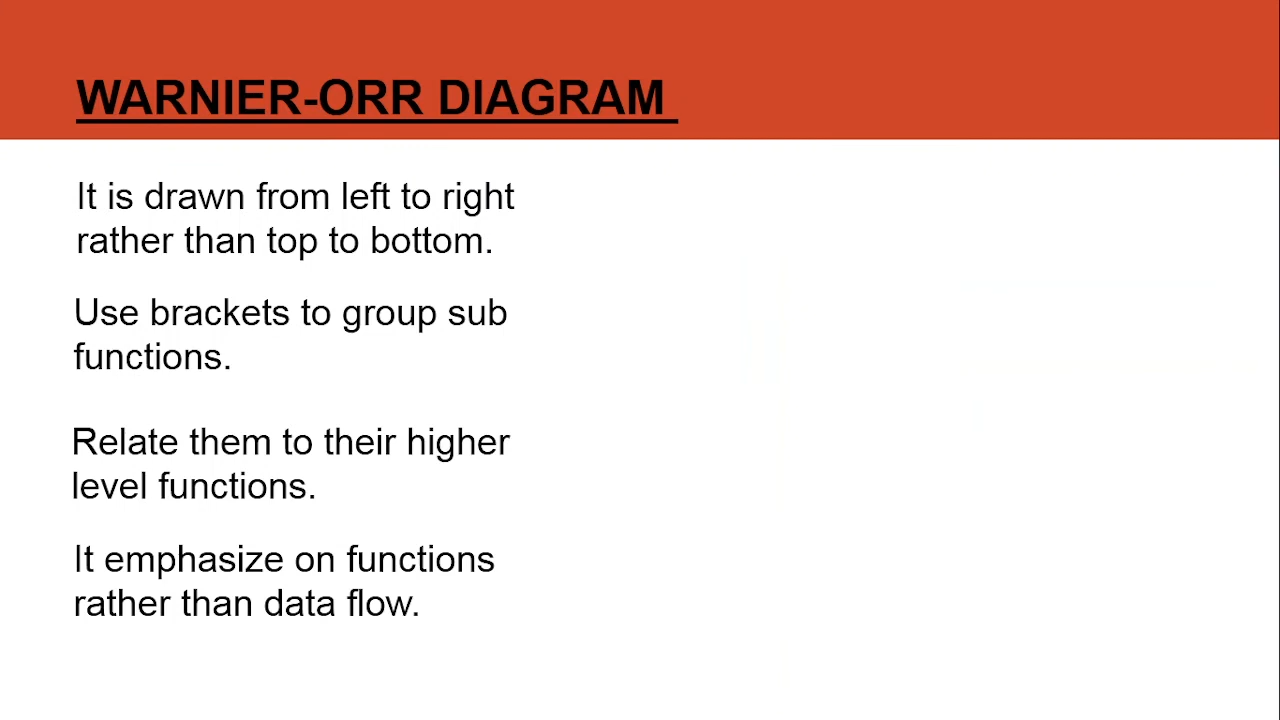 WARNIER-ORR DIAGRAM
It is drawn from left to right
rather than top to bottom.
Use brackets to group sub
functions.
Relate them to their higher
level functions.
It emphasize on functions
rather than data flow.